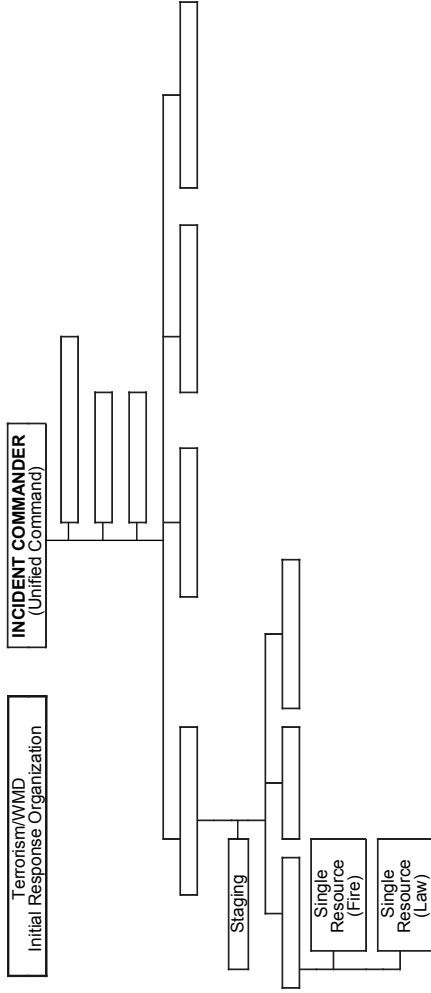 Terrorism/WMD
Initial Response Organization
INCIDENT COMMANDER
(Unified Command)
Staging
Single
Resource
(Fire)
Single
Resource
(Law)